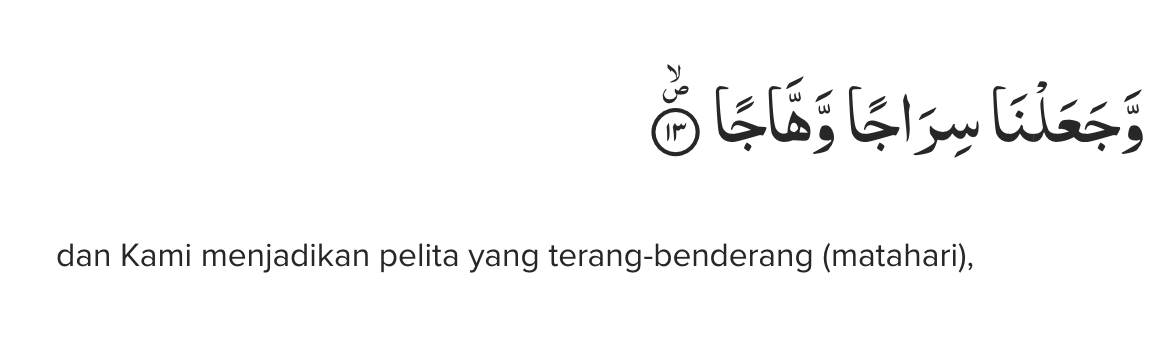 وَّجَعَلْنَا سِرَاجًا وَّهَّاجًاۖ ١٣
dan Kami menjadikan pelita yang terang-benderang (matahari),